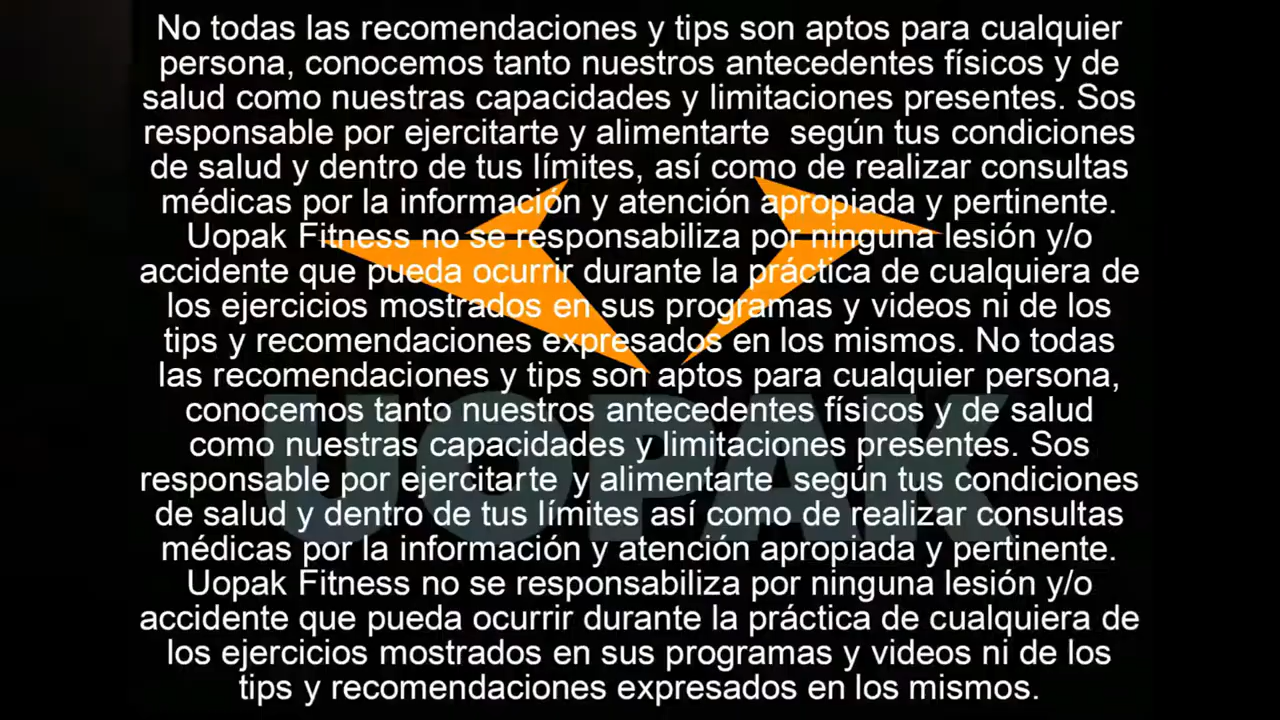 No todas las recomendaciones y tips son aptos para cualquier
persona, conocemos tanto nuestros antecedentes físicos y de
salud como nuestras capacidades y limitaciones presentes. Sos
responsable por ejercitarte y alimentarte  según tus condiciones
de salud y dentro de tus límites, así como de realizar consultas
médicas por la información y atención apropiada y pertinente.
Uopak Fitness no se responsabiliza por ninguna lesión y/o
accidente que pueda ocurrir durante la práctica de cualquiera de
los ejercicios mostrados en sus programas y videos ni de los
tips y recomendaciones expresados en los mismos. No todas
las recomendaciones y tips son aptos para cualquier persona,
conocemos tanto nuestros antecedentes físicos y de salud
como nuestras capacidades y limitaciones presentes. Sos
responsable por ejercitarte y alimentarte  según tus condiciones
de salud y dentro de tus límites así como de realizar consultas
médicas por la información y atención apropiada y pertinente.
Uopak Fitness no se responsabiliza por ninguna lesión y/o
accidente que pueda ocurrir durante la práctica de cualquiera de
los ejercicios mostrados en sus programas y videos ni de los
tips y recomendaciones expresados en los mismos.
UOPAK